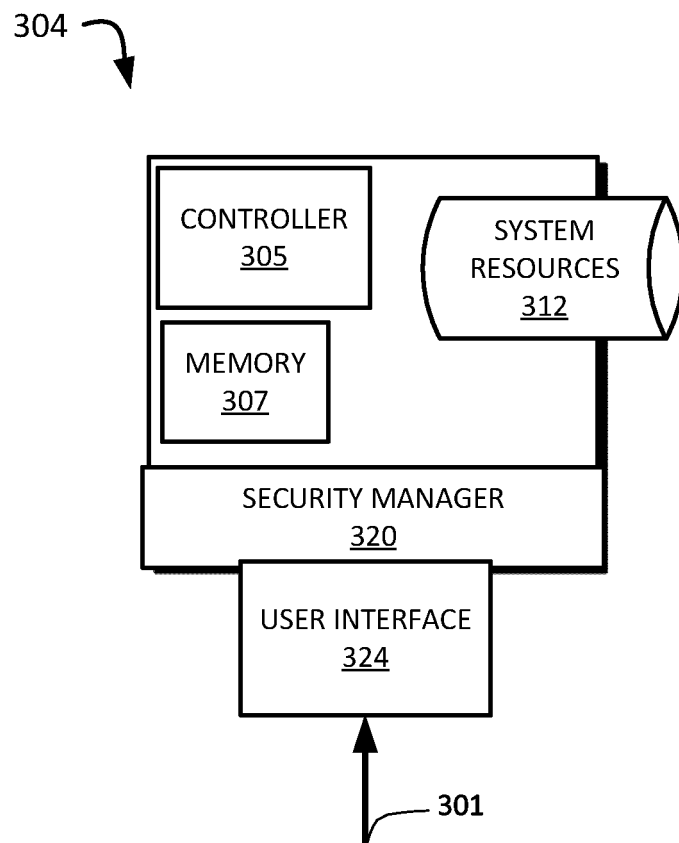 304
CONTROLLER
305
SYSTEM
RESOURCES
312
MEMORY
307
SECURITY MANAGER
320
USER INTERFACE
324
301